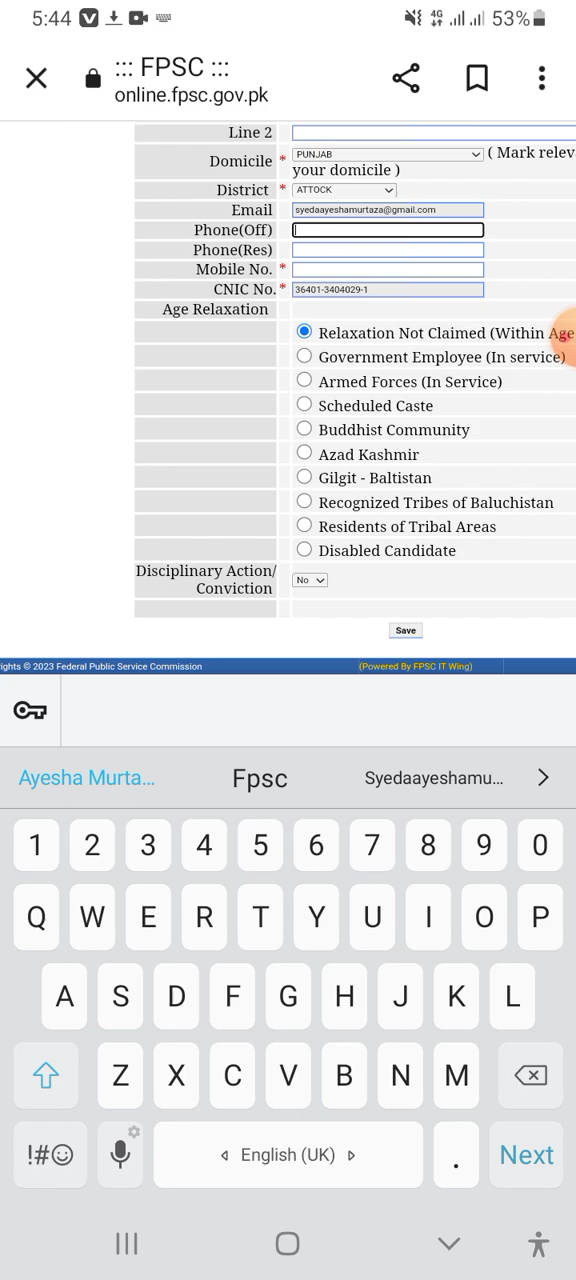 5:44 4G 53%
::: FPSC :::
online.fpsc.gov.pk
Line 2
Domicile * PUNJAB ( Mark relev
your domicile )
District * ATTOCK
Email syedaayeshamurtaza@gmail.com
Phone(Off)
Phone(Res)
Mobile No. *
CNIC No. * 36401-3404029-1
Age Relaxation
Relaxation Not Claimed (Within Age
Government Employee (In service)
Armed Forces (In Service)
Scheduled Caste
Buddhist Community
Azad Kashmir
Gilgit - Baltistan
Recognized Tribes of Baluchistan
Residents of Tribal Areas
Disabled Candidate
Disciplinary Action/
Conviction No
Save
ights © 2023 Federal Public Service Commission (Powered By FPSC IT Wing)
Ayesha Murta... Fpsc Syedaayeshamu...
1 2 3 4 5 6 7 8 9 0
Q W E R T Y U I O P
A S D F G H J K L
Z X C V B N M
!#☺ English (UK) . Next